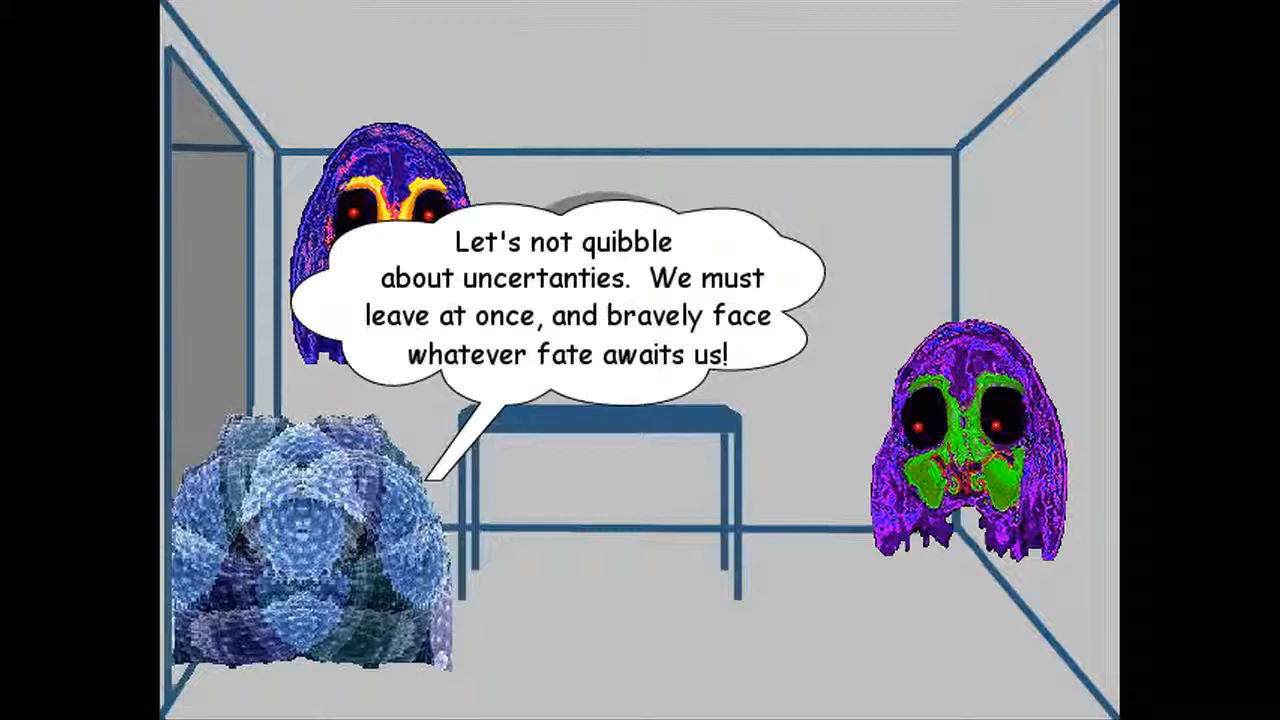 Let's not quibble
about uncertanties.  We must
leave at once, and bravely face
whatever fate awaits us!